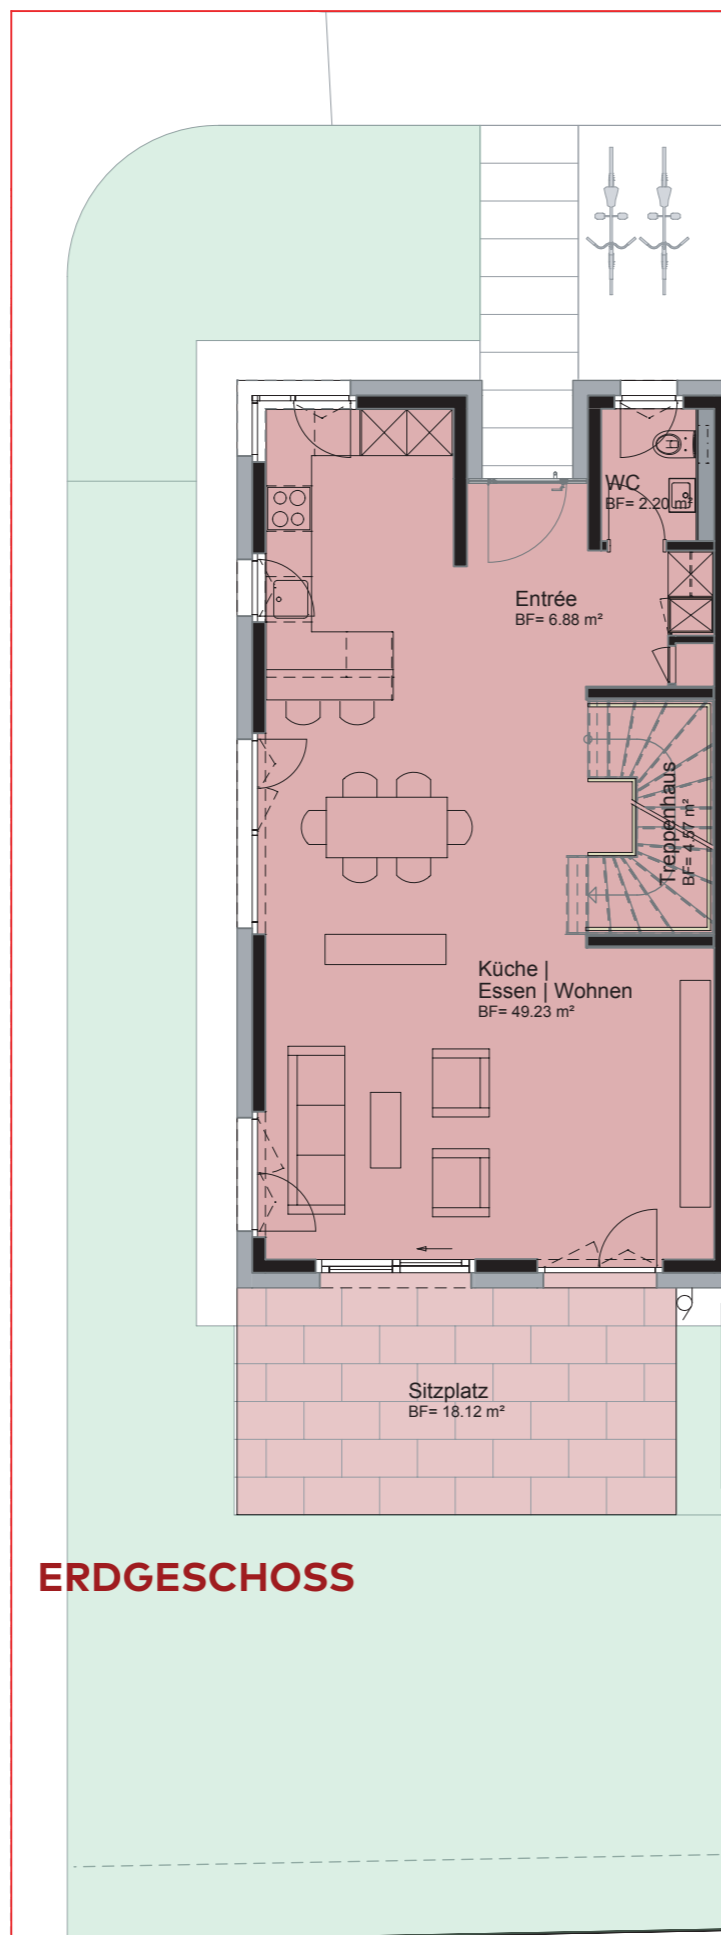 WC
BF= 2.20 m²
Entrée
BF= 6.88 m²
Treppenhaus
BF= 4.57 m²
Küche |
Essen | Wohnen
BF= 49.23 m²
Sitzplatz
BF= 18.12 m²
ERDGESCHOSS